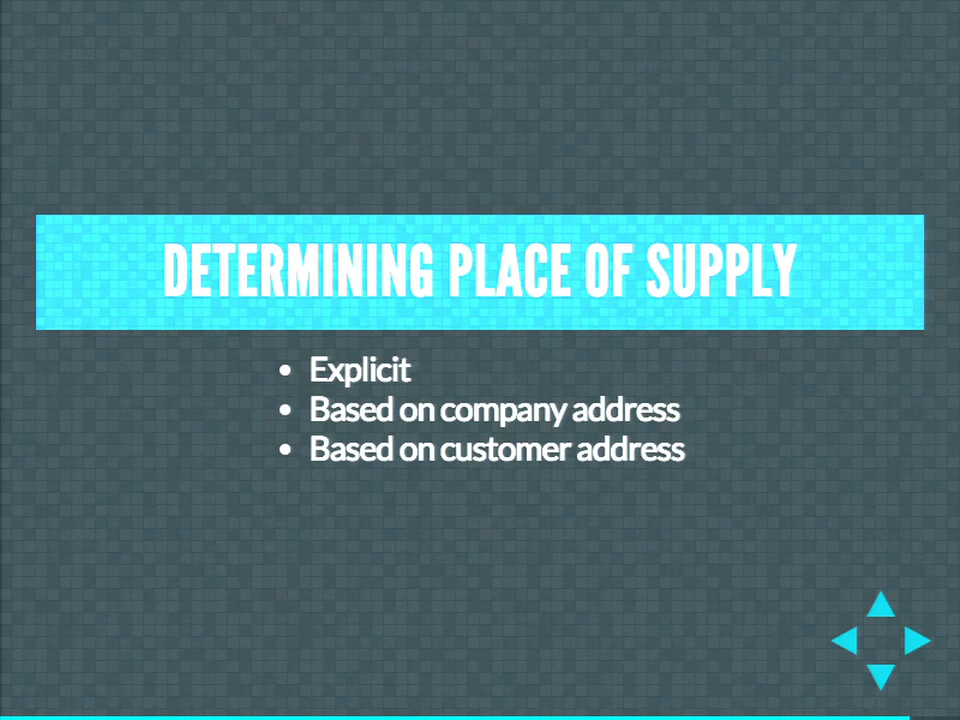 DETERMINING PLACE OF SUPPLY
• Explicit
• Based on company address
• Based on customer address